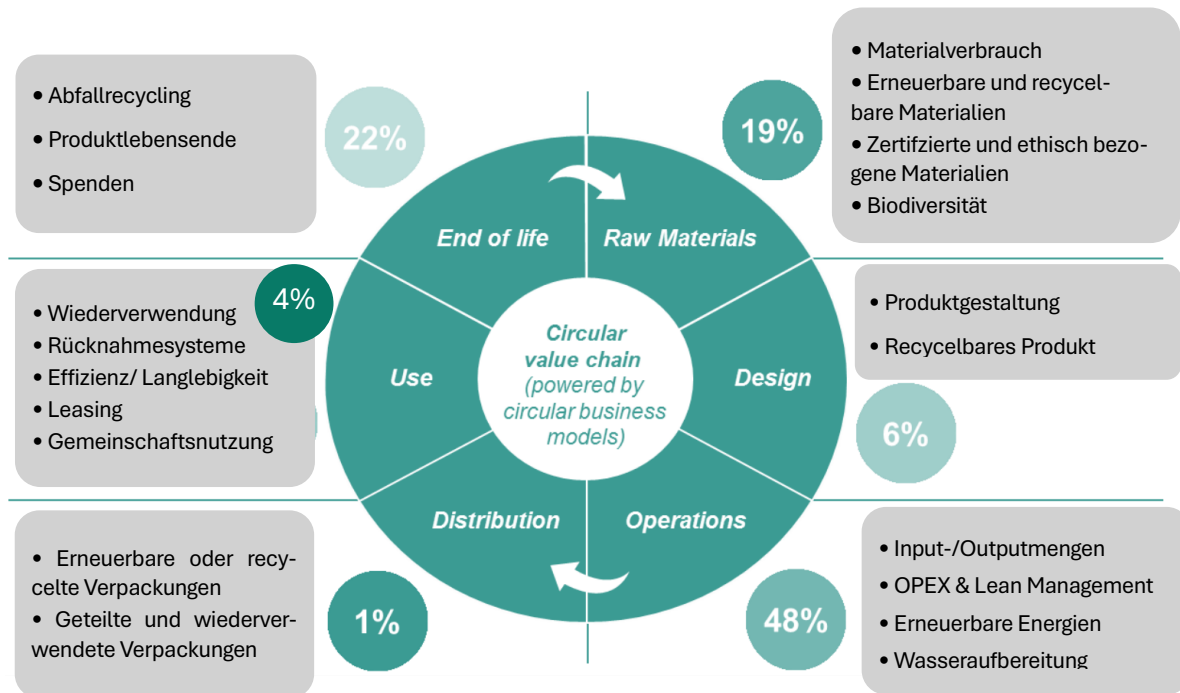 • Abfallrecycling
• Produktlebensende
• Spenden
22%
19%
• Materialverbrauch
• Erneuerbare und recycel-
bare Materialien
• Zertifzierte und ethisch bezo-
gene Materialien
• Biodiversität
End of life
Raw Materials
4%
• Wiederverwendung
• Rücknahmesysteme
• Effizienz/ Langlebigkeit
• Leasing
• Gemeinschaftsnutzung
Use
Circular
value chain
(powered by
circular business
models)
Design
• Produktgestaltung
• Recycelbares Produkt
6%
Distribution
Operations
• Erneuerbare oder recy-
celte Verpackungen
• Geteilte und wiederver-
wendete Verpackungen
1%
48%
• Input-/Outputmengen
• OPEX & Lean Management
• Erneuerbare Energien
• Wasseraufbereitung